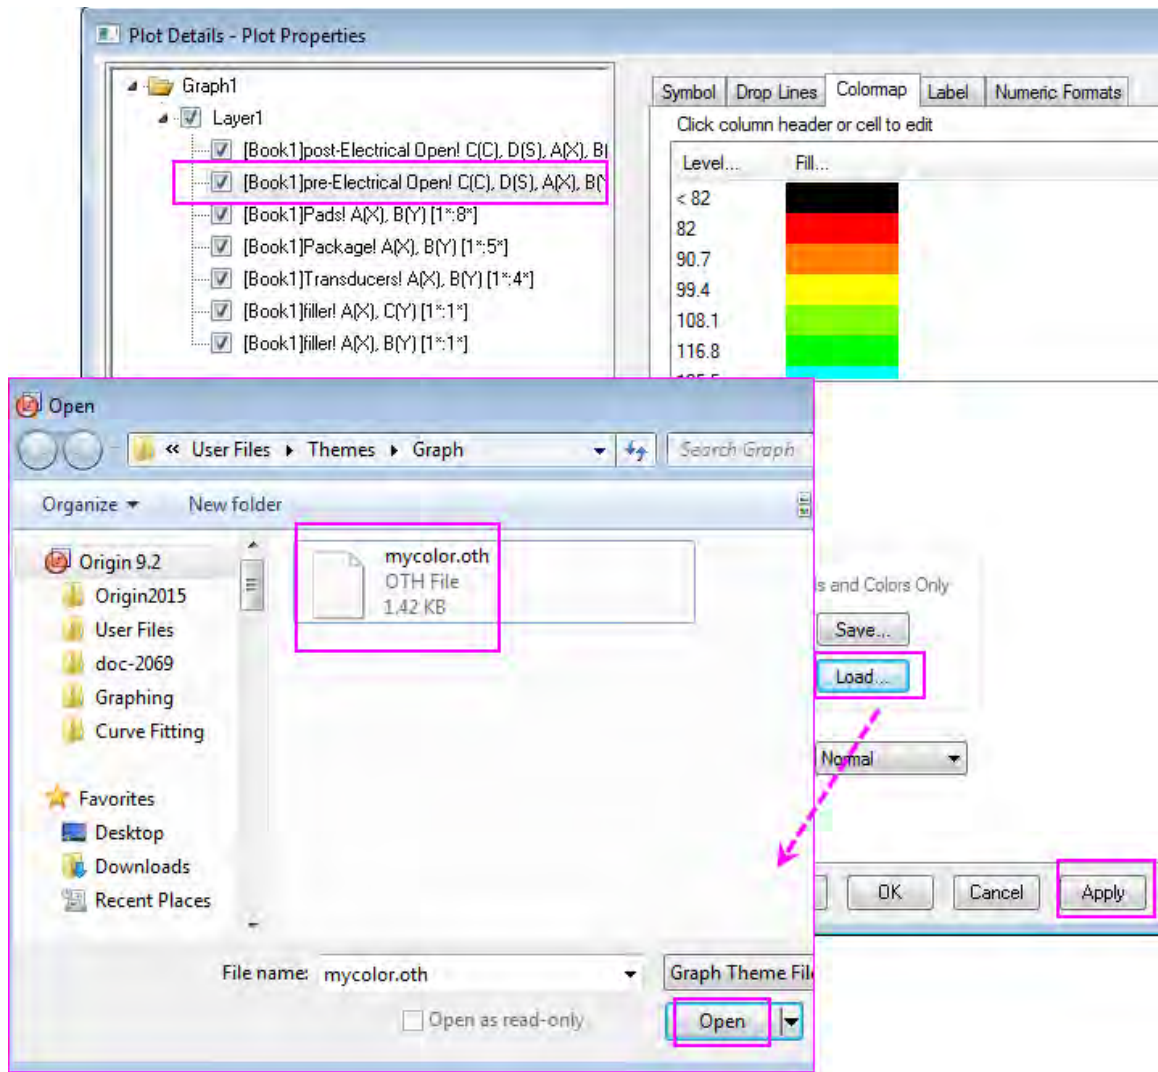 Plot Details - Plot Properties
Graph1
Layer1
[Book1]post-Electrical Open! C(C), D(S), A(X), B(
[Book1]pre-Electrical Open! C(C), D(S), A(X), B(Y
[Book1]Pads! A(X), B(Y) [1*:8*]
[Book1]Package! A(X), B(Y) [1*:5*]
[Book1]Transducers! A(X), B(Y) [1*:4*]
[Book1]filler! A(X), C(Y) [1*:1*]
[Book1]filler! A(X), B(Y) [1*:1*]
Symbol Drop Lines Colormap Label Numeric Formats
Click column header or cell to edit
Level... Fill...
< 82
82
90.7
99.4
108.1
116.8
Open
« User Files Themes Graph
Search Graph
Organize New folder
Origin 9.2
Origin2015
User Files
doc-2069
Graphing
Curve Fitting
Favorites
Desktop
Downloads
Recent Places
mycolor.oth
OTH File
1.42 KB
ls and Colors Only
Save...
Load...
Normal
OK Cancel Apply
File name: mycolor.oth
Graph Theme File
Open as read-only
Open